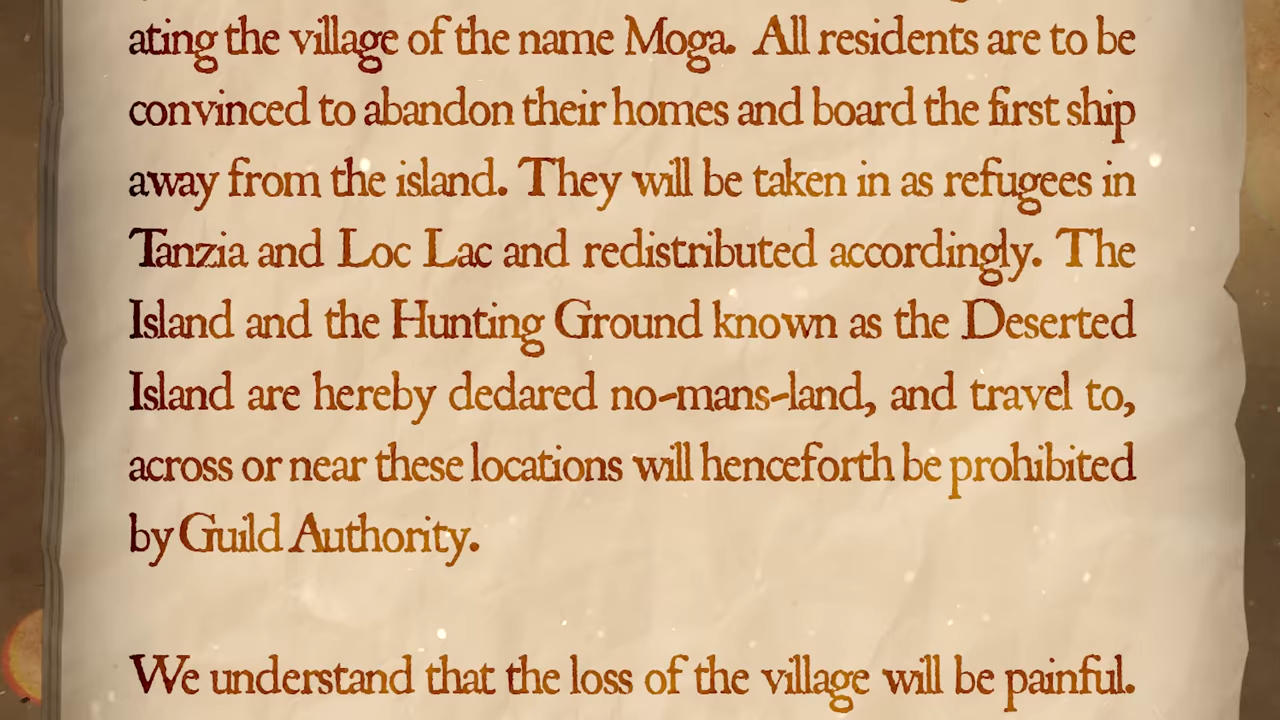 ating the village of the name Moga. All residents are to be
convinced to abandon their homes and board the first ship
away from the island. They will be taken in as refugees in
Tanzia and Loc Lac and redistributed accordingly. The
Island and the Hunting Ground known as the Deserted
Island are hereby dedared no-mans-land, and travel to,
across or near these locations will henceforth be prohibited
by Guild Authority.
We understand that the loss of the village will be painful.